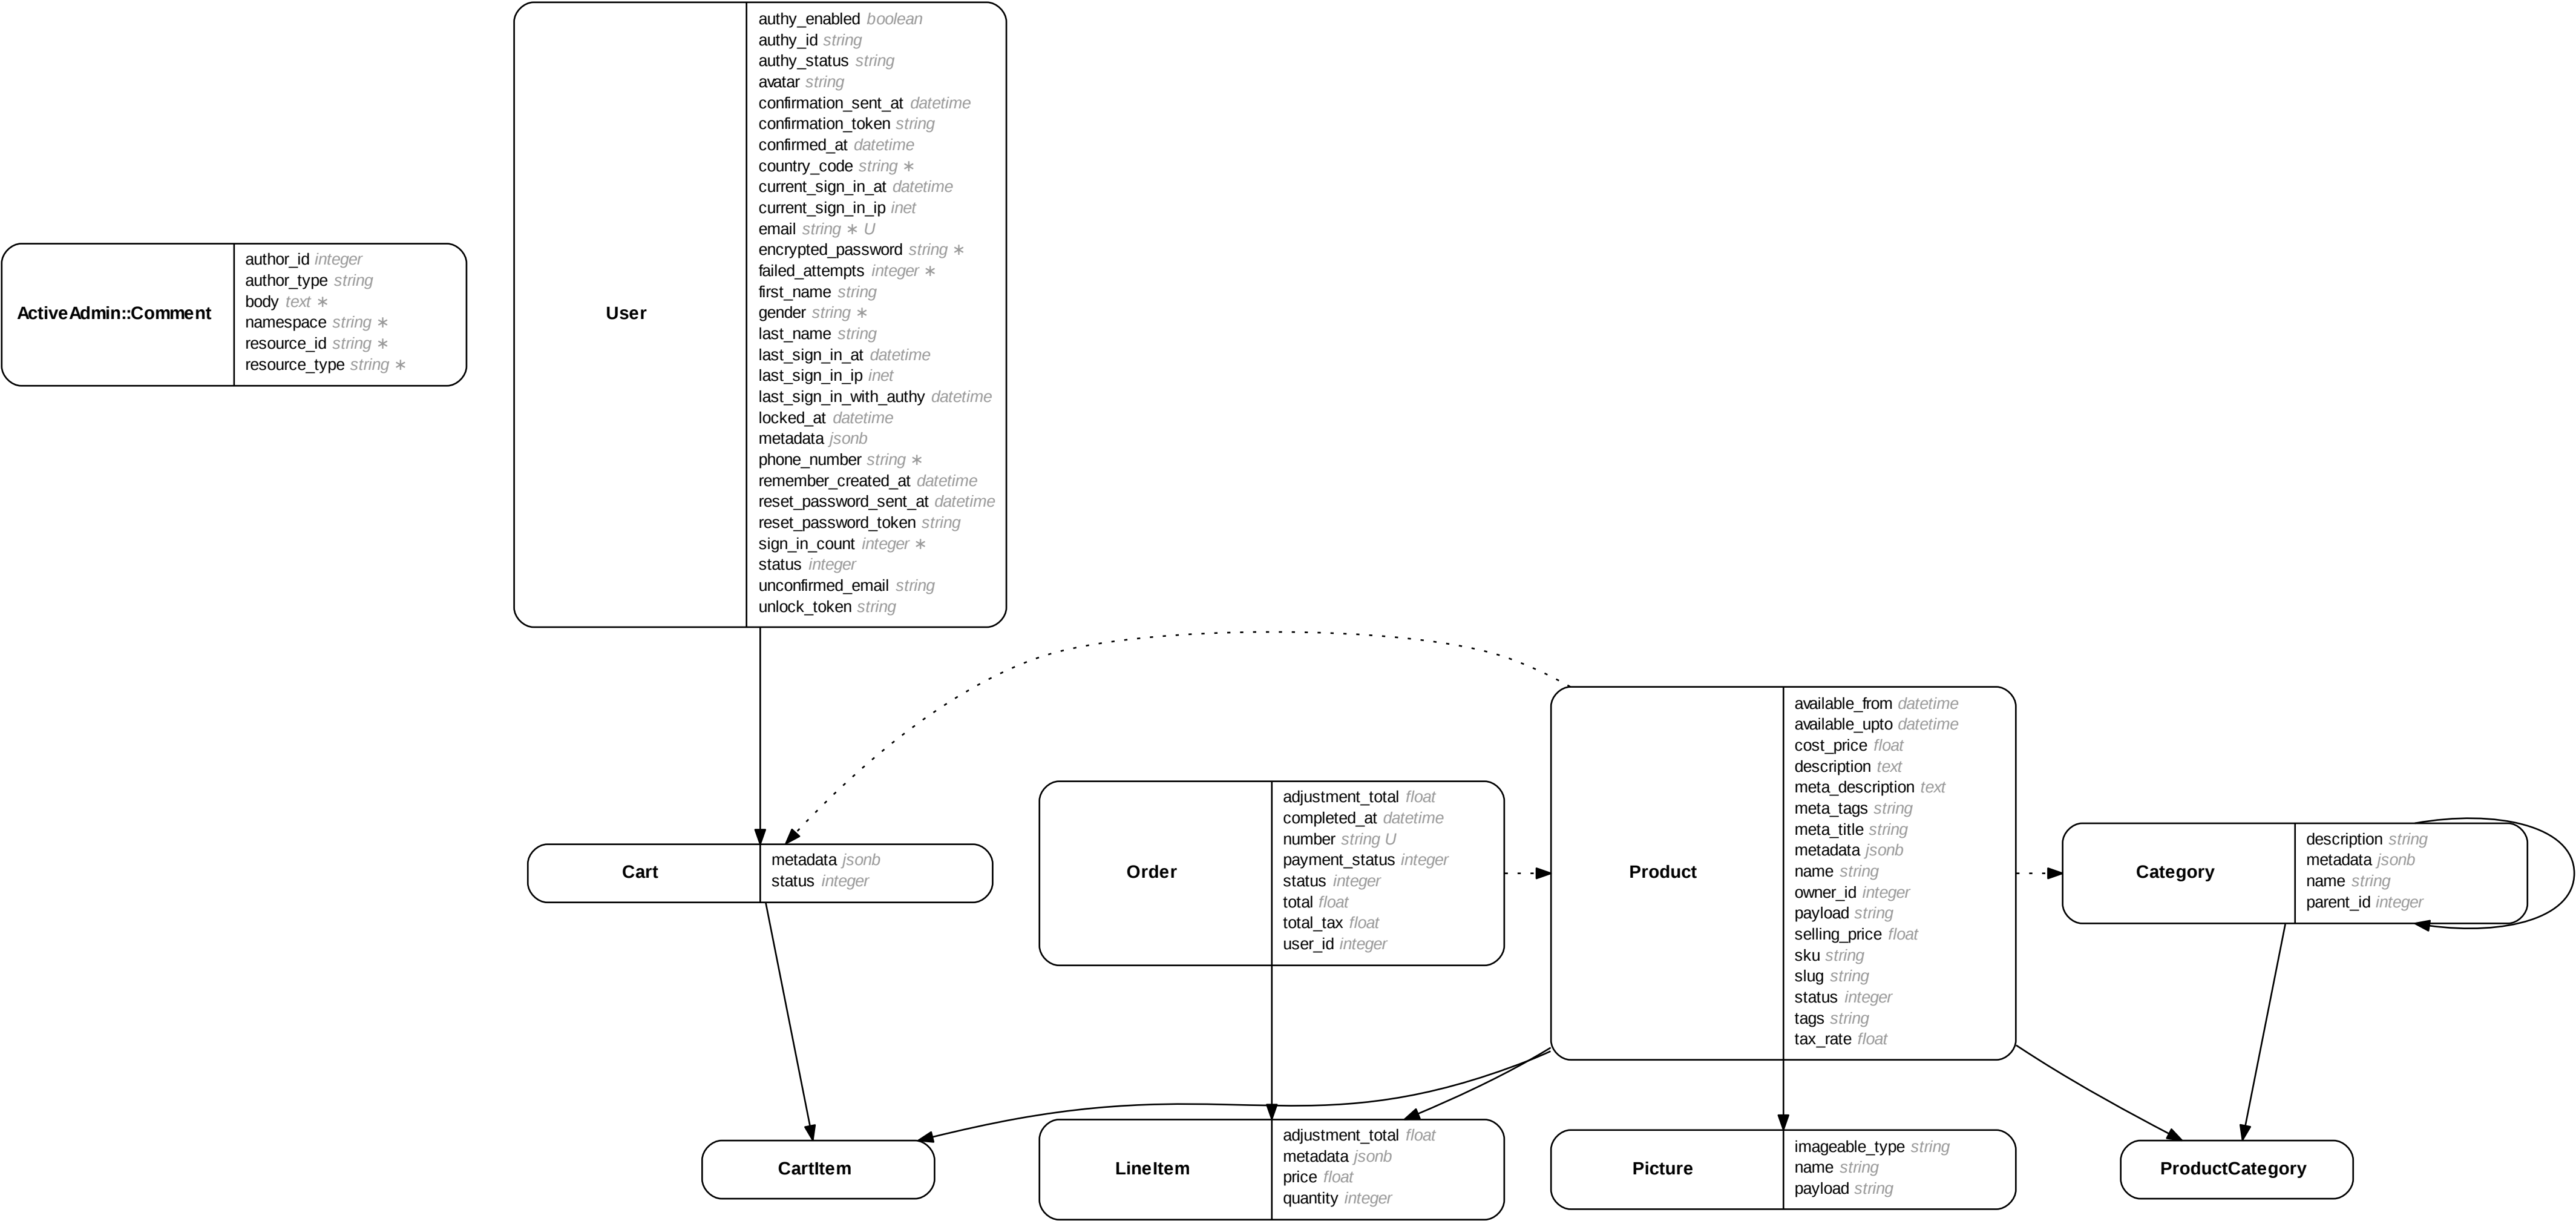 ActiveAdmin::Comment
author_id integer
author_type string
body text ∗
namespace string ∗
resource_id string ∗
resource_type string ∗
User
authy_enabled boolean
authy_id string
authy_status string
avatar string
confirmation_sent_at datetime
confirmation_token string
confirmed_at datetime
country_code string ∗
current_sign_in_at datetime
current_sign_in_ip inet
email string ∗ U
encrypted_password string ∗
failed_attempts integer ∗
first_name string
gender string ∗
last_name string
last_sign_in_at datetime
last_sign_in_ip inet
last_sign_in_with_authy datetime
locked_at datetime
metadata jsonb
phone_number string ∗
remember_created_at datetime
reset_password_sent_at datetime
reset_password_token string
sign_in_count integer ∗
status integer
unconfirmed_email string
unlock_token string
Cart
metadata jsonb
status integer
Order
adjustment_total float
completed_at datetime
number string U
payment_status integer
status integer
total float
total_tax float
user_id integer
Product
available_from datetime
available_upto datetime
cost_price float
description text
meta_description text
meta_tags string
meta_title string
metadata jsonb
name string
owner_id integer
payload string
selling_price float
sku string
slug string
status integer
tags string
tax_rate float
Category
description string
metadata jsonb
name string
parent_id integer
CartItem
LineItem
adjustment_total float
metadata jsonb
price float
quantity integer
Picture
imageable_type string
name string
payload string
ProductCategory